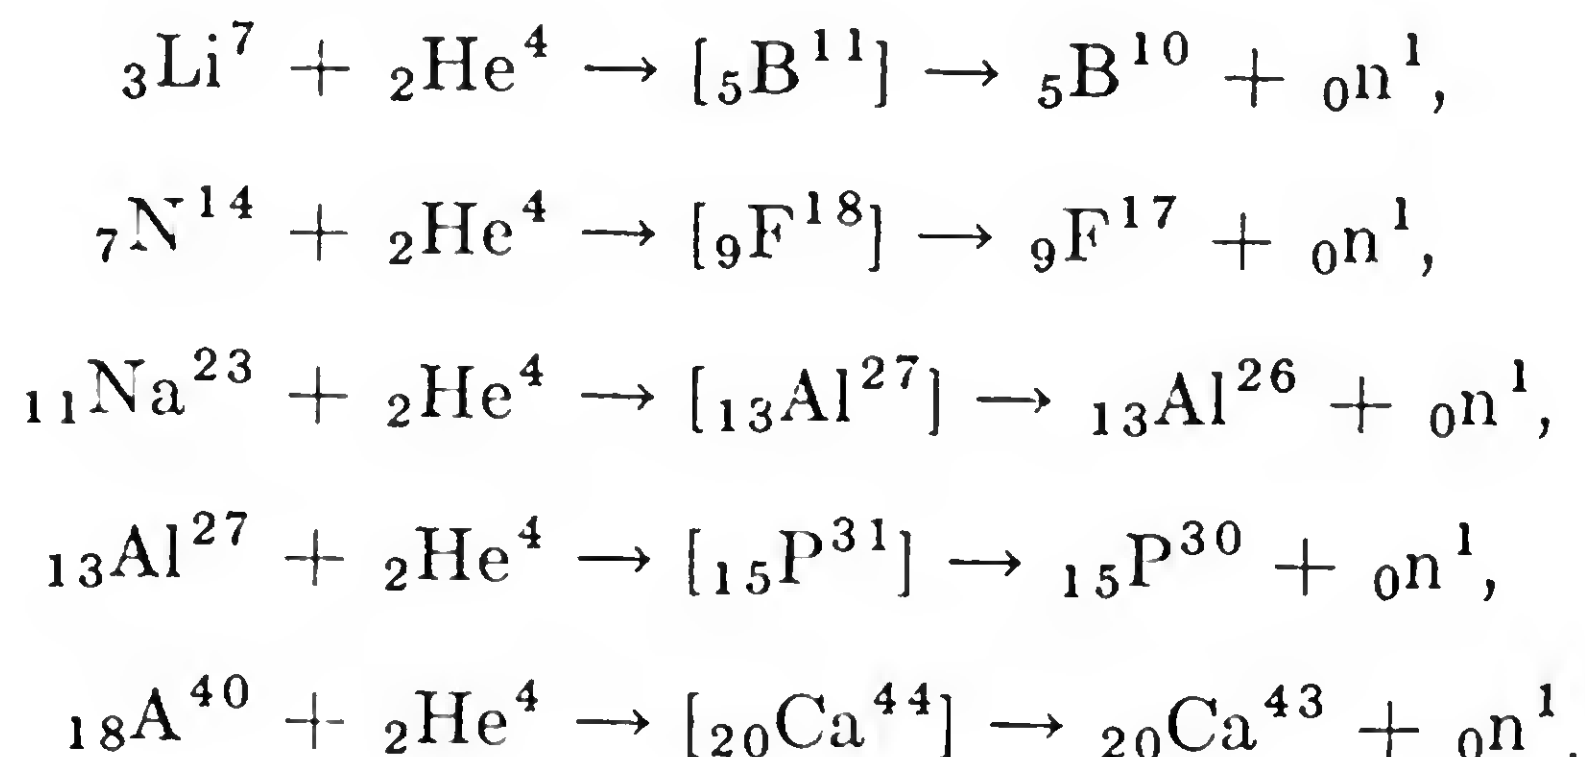 ₃Li⁷ + ₂He⁴ → [₅B¹¹] → ₅B¹⁰ + ₀n¹,
₇N¹⁴ + ₂He⁴ → [₉F¹⁸] → ₉F¹⁷ + ₀n¹,
₁₁Na²³ + ₂He⁴ → [₁₃Al²⁷] → ₁₃Al²⁶ + ₀n¹,
₁₃Al²⁷ + ₂He⁴ → [₁₅P³¹] → ₁₅P³⁰ + ₀n¹,
₁₈A⁴⁰ + ₂He⁴ → [₂₀Ca⁴⁴] → ₂₀Ca⁴³ + ₀n¹.